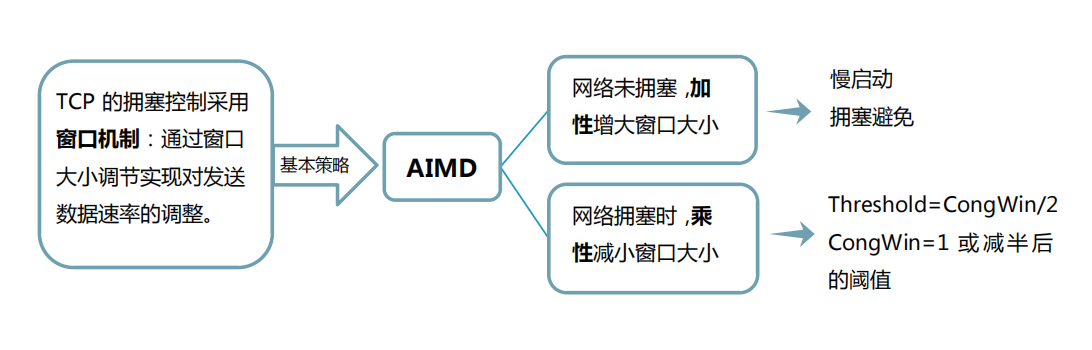 TCP 的拥塞控制采用
窗口机制：通过窗口
大小调节实现对发送
数据速率的调整。
基本策略
AIMD
网络未拥塞，加
性增大窗口大小
慢启动
拥塞避免
网络拥塞时，乘
性减小窗口大小
Threshold=CongWin/2
CongWin=1 或减半后
的阈值